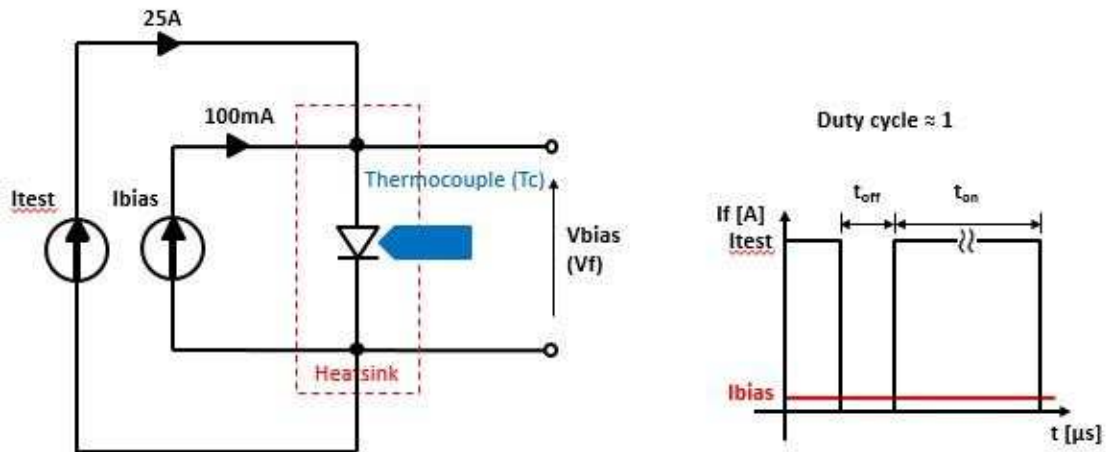 25A
100mA
Thermocouple (Tc)
Itest
Ibias
Vbias
(Vf)
Heatsink
Duty cycle ≈ 1
toff
ton
If [A]
Itest
Ibias
t [µs]